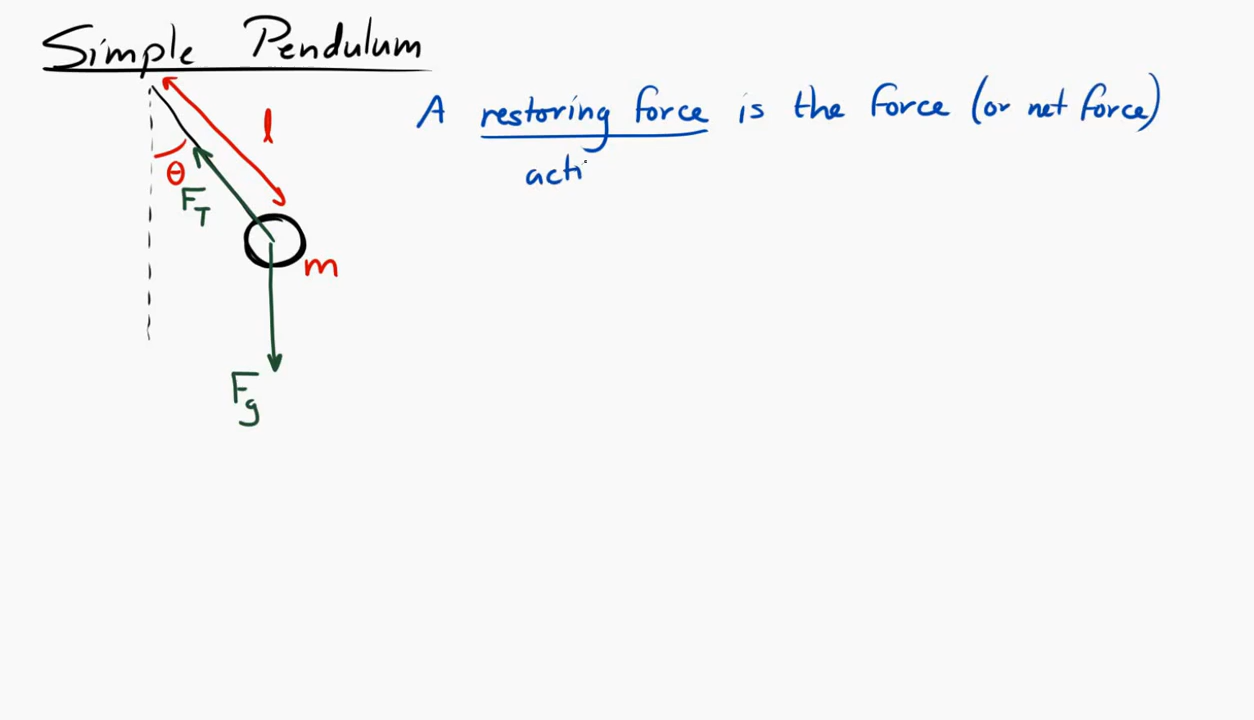 Simple Pendulum
A restoring force is the force (or net force)
acti
l
θ
F_T
m
F_g